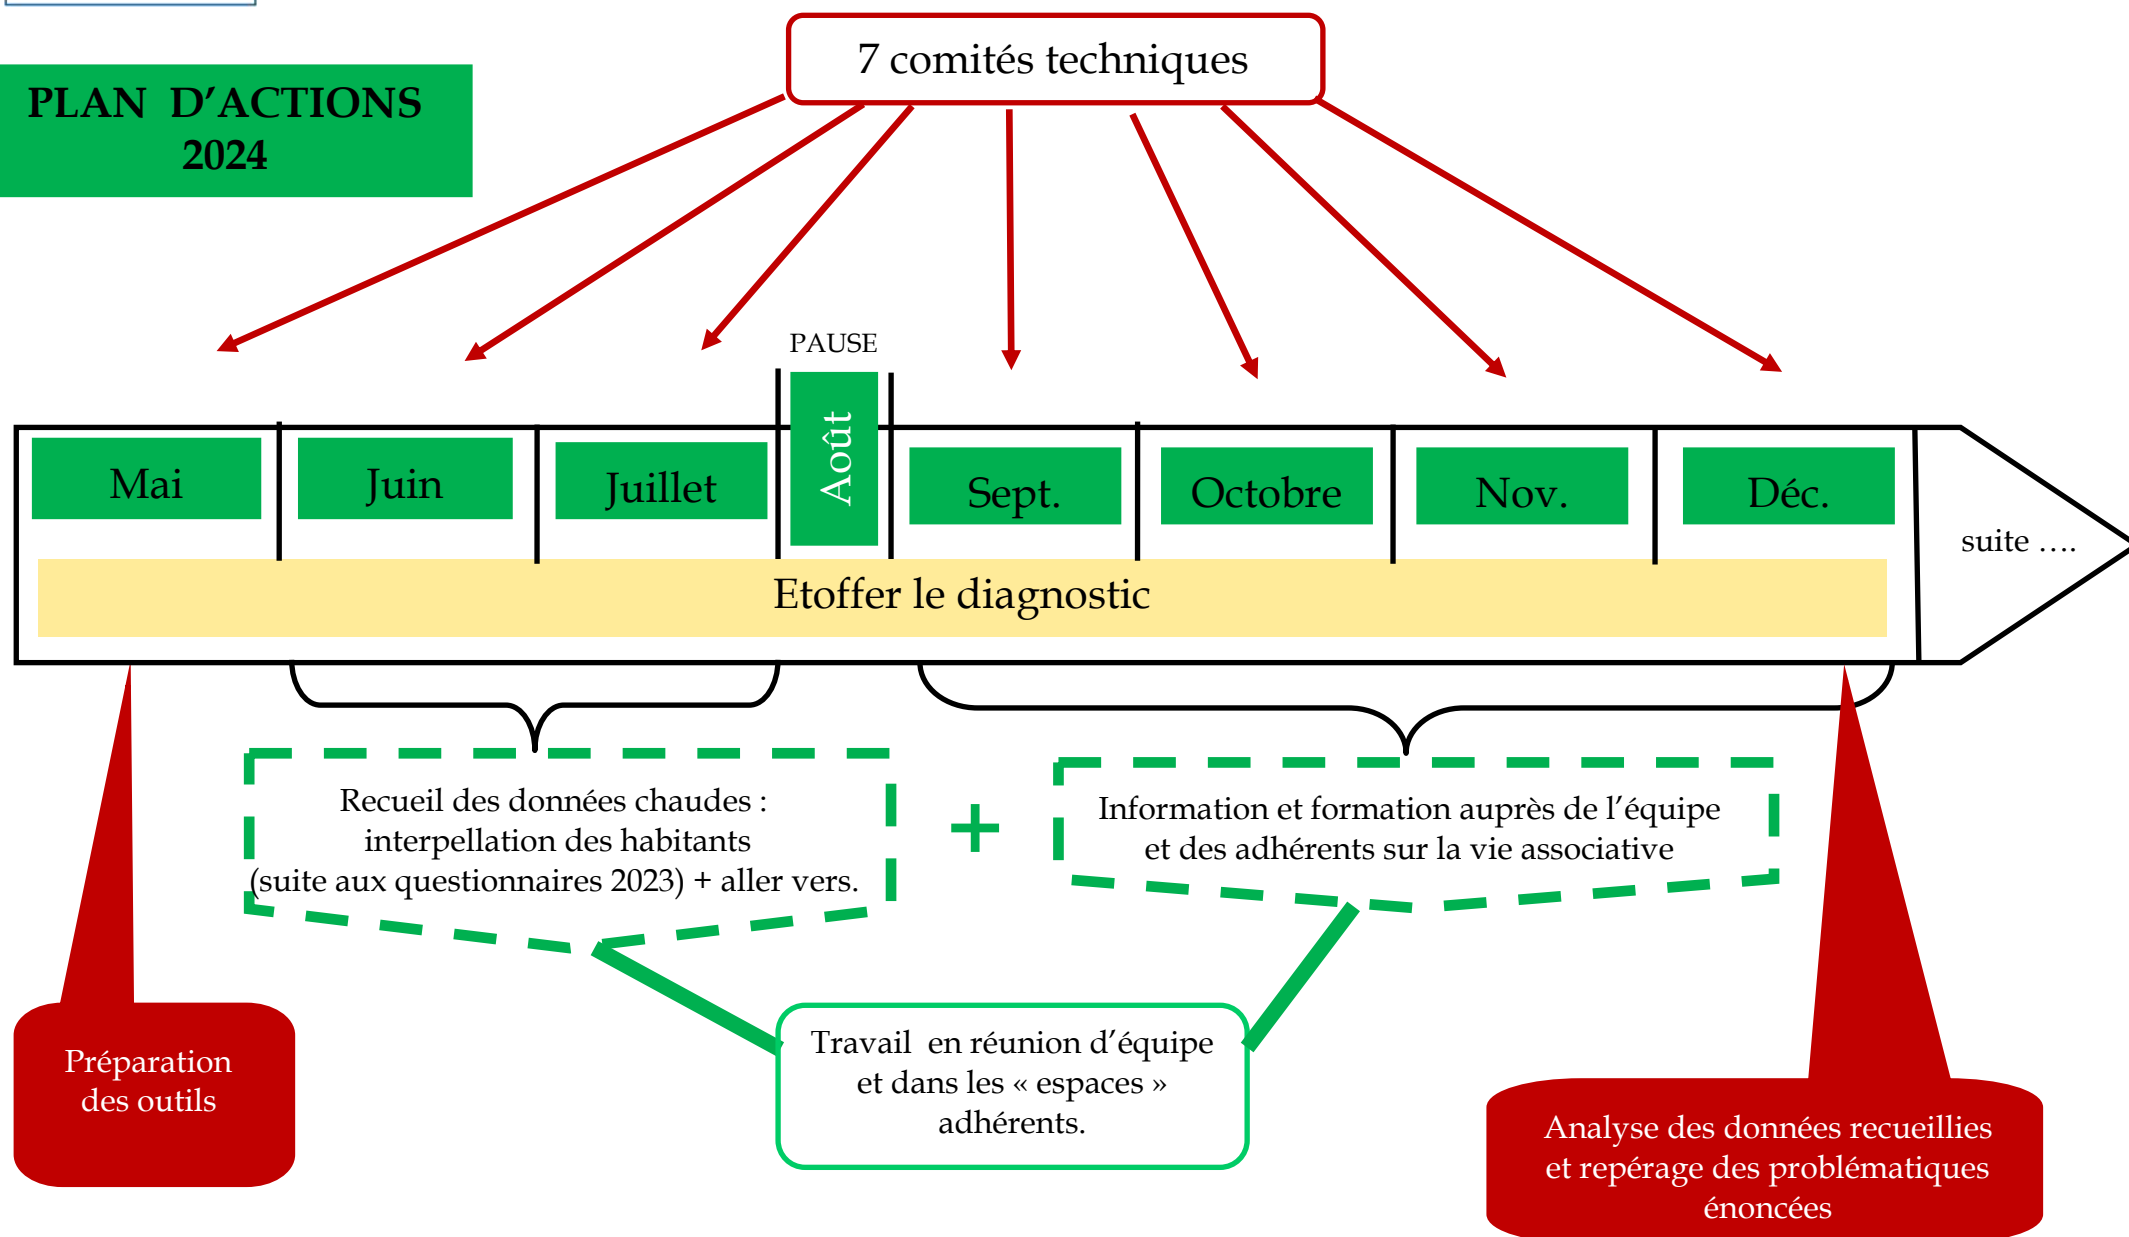 7 comités techniques
PLAN D’ACTIONS
2024
PAUSE
Mai
Juin
Juillet
Août
Sept.
Octobre
Nov.
Déc.
suite ….
Etoffer le diagnostic
Recueil des données chaudes :
interpellation des habitants
(suite aux questionnaires 2023) + aller vers.
+
Information et formation auprès de l’équipe
et des adhérents sur la vie associative
Préparation
des outils
Travail en réunion d’équipe
et dans les « espaces »
adhérents.
Analyse des données recueillies
et repérage des problématiques
énoncées